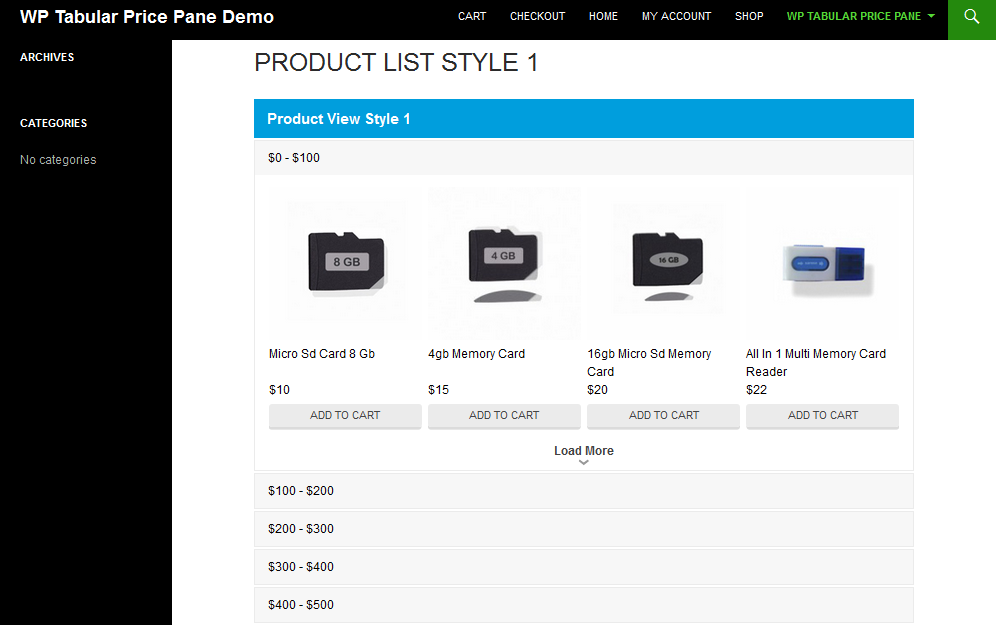 WP Tabular Price Pane Demo
CART CHECKOUT HOME MY ACCOUNT SHOP WP TABULAR PRICE PANE
ARCHIVES
CATEGORIES
No categories
PRODUCT LIST STYLE 1
Product View Style 1
$0 - $100
8 GB
4 GB
16 GB
Micro Sd Card 8 Gb
$10
ADD TO CART
4gb Memory Card
$15
ADD TO CART
16gb Micro Sd Memory
Card
$20
ADD TO CART
All In 1 Multi Memory Card
Reader
$22
ADD TO CART
Load More
$100 - $200
$200 - $300
$300 - $400
$400 - $500